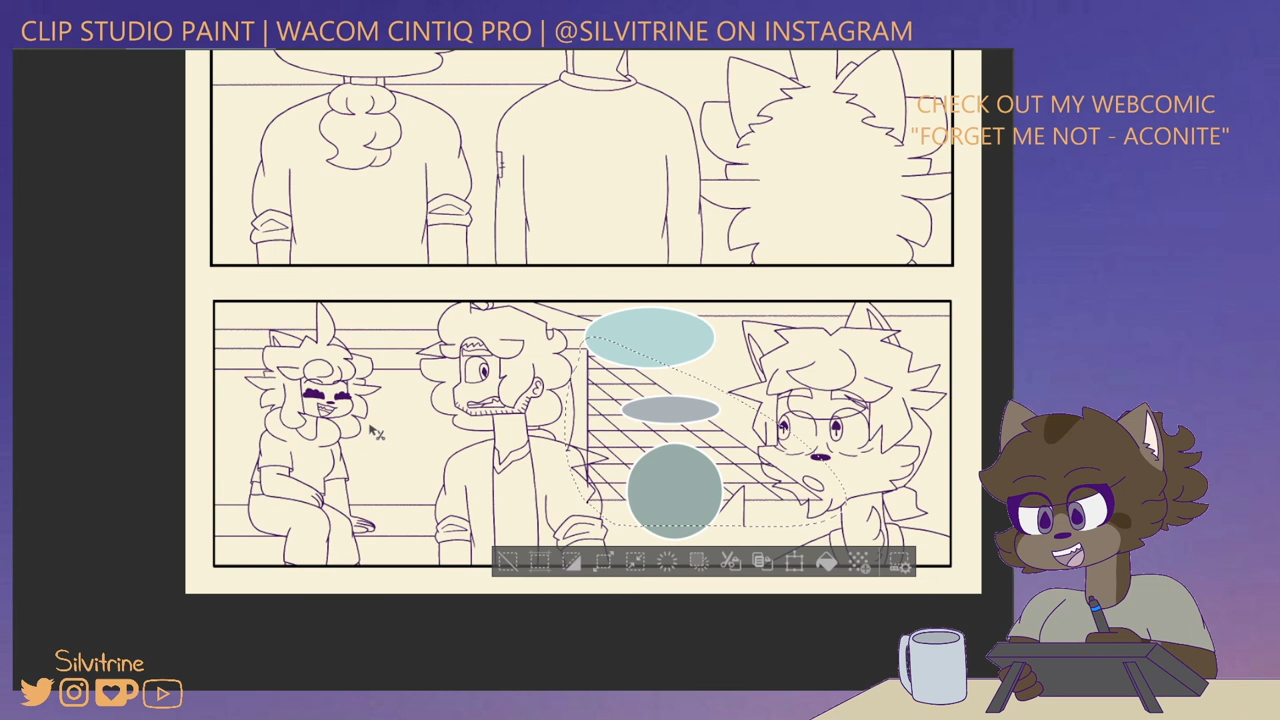 CLIP STUDIO PAINT | WACOM CINTIQ PRO | @SILVITRINE ON INSTAGRAM
CHECK OUT MY WEBCOMIC
"FORGET ME NOT - ACONITE"
Silvitrine